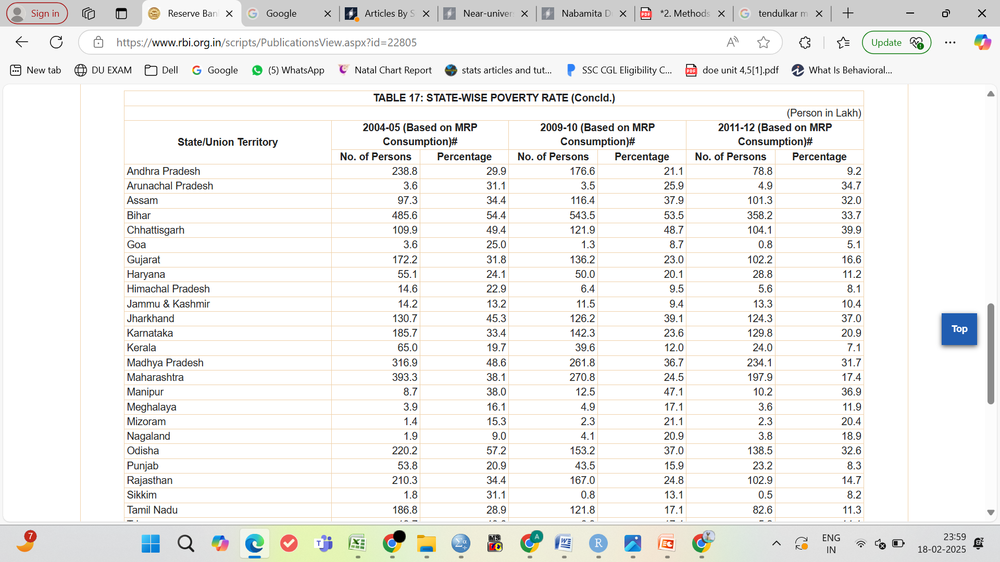 Sign in
Reserve Ban
Google
Articles By S
Near-univer
Nabamita D
*2. Methods
tendulkar m
https://www.rbi.org.in/scripts/PublicationsView.aspx?id=22805
Update
New tab
DU EXAM
Dell
Google
(5) WhatsApp
Natal Chart Report
stats articles and tut...
SSC CGL Eligibility C...
doe unit 4,5[1].pdf
What Is Behavioral...
TABLE 17: STATE-WISE POVERTY RATE (Concld.)
(Person in Lakh)
State/Union Territory 2004-05 (Based on MRP Consumption)# 2009-10 (Based on MRP Consumption)# 2011-12 (Based on MRP Consumption)#
No. of Persons Percentage No. of Persons Percentage No. of Persons Percentage
Andhra Pradesh 238.8 29.9 176.6 21.1 78.8 9.2
Arunachal Pradesh 3.6 31.1 3.5 25.9 4.9 34.7
Assam 97.3 34.4 116.4 37.9 101.3 32.0
Bihar 485.6 54.4 543.5 53.5 358.2 33.7
Chhattisgarh 109.9 49.4 121.9 48.7 104.1 39.9
Goa 3.6 25.0 1.3 8.7 0.8 5.1
Gujarat 172.2 31.8 136.2 23.0 102.2 16.6
Haryana 55.1 24.1 50.0 20.1 28.8 11.2
Himachal Pradesh 14.6 22.9 6.4 9.5 5.6 8.1
Jammu & Kashmir 14.2 13.2 11.5 9.4 13.3 10.4
Jharkhand 130.7 45.3 126.2 39.1 124.3 37.0
Karnataka 185.7 33.4 142.3 23.6 129.8 20.9
Kerala 65.0 19.7 39.6 12.0 24.0 7.1
Madhya Pradesh 316.9 48.6 261.8 36.7 234.1 31.7
Maharashtra 393.3 38.1 270.8 24.5 197.9 17.4
Manipur 8.7 38.0 12.5 47.1 10.2 36.9
Meghalaya 3.9 16.1 4.9 17.1 3.6 11.9
Mizoram 1.4 15.3 2.3 21.1 2.3 20.4
Nagaland 1.9 9.0 4.1 20.9 3.8 18.9
Odisha 220.2 57.2 153.2 37.0 138.5 32.6
Punjab 53.8 20.9 43.5 15.9 23.2 8.3
Rajasthan 210.3 34.4 167.0 24.8 102.9 14.7
Sikkim 1.8 31.1 0.8 13.1 0.5 8.2
Tamil Nadu 186.8 28.9 121.8 17.1 82.6 11.3
Top
7
ENG
IN
23:59
18-02-2025